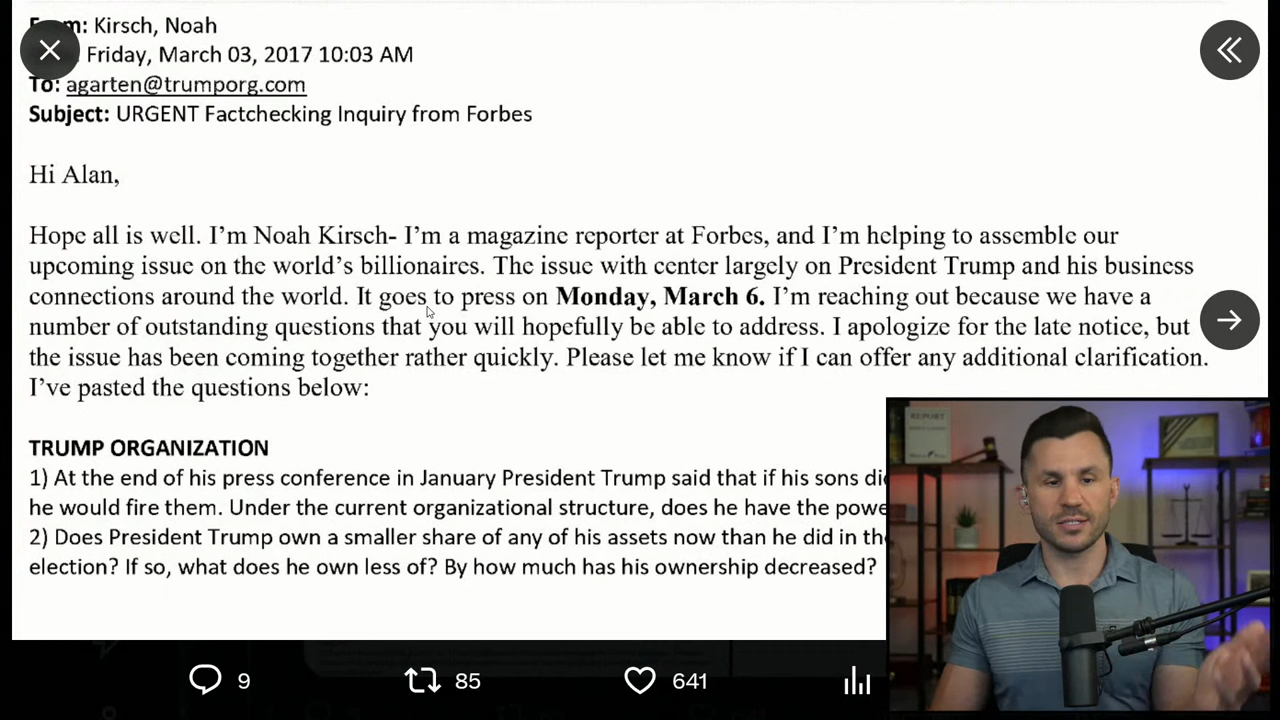 From: Kirsch, Noah
Friday, March 03, 2017 10:03 AM
To: agarten@trumporg.com
Subject: URGENT Factchecking Inquiry from Forbes
Hi Alan,
Hope all is well. I'm Noah Kirsch- I'm a magazine reporter at Forbes, and I'm helping to assemble our
upcoming issue on the world's billionaires. The issue with center largely on President Trump and his business
connections around the world. It goes to press on Monday, March 6. I'm reaching out because we have a
number of outstanding questions that you will hopefully be able to address. I apologize for the late notice, but
the issue has been coming together rather quickly. Please let me know if I can offer any additional clarification.
I've pasted the questions below:
TRUMP ORGANIZATION
1) At the end of his press conference in January President Trump said that if his sons
he would fire them. Under the current organizational structure, does he have the
2) Does President Trump own a smaller share of any of his assets now than he did in
election? If so, what does he own less of? By how much has his ownership decreased?
9
85
641